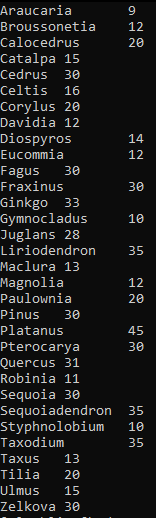 Araucaria 9
Broussonetia 12
Calocedrus 20
Catalpa 15
Cedrus 30
Celtis 16
Corylus 20
Davidia 12
Diospyros 14
Eucommia 12
Fagus 30
Fraxinus 30
Ginkgo 33
Gymnocladus 10
Juglans 28
Liriodendron 35
Maclura 13
Magnolia 12
Paulownia 20
Pinus 30
Platanus 45
Pterocarya 30
Quercus 31
Robinia 11
Sequoia 30
Sequoiadendron 35
Styphnolobium 10
Taxodium 35
Taxus 13
Tilia 20
Ulmus 15
Zelkova 30